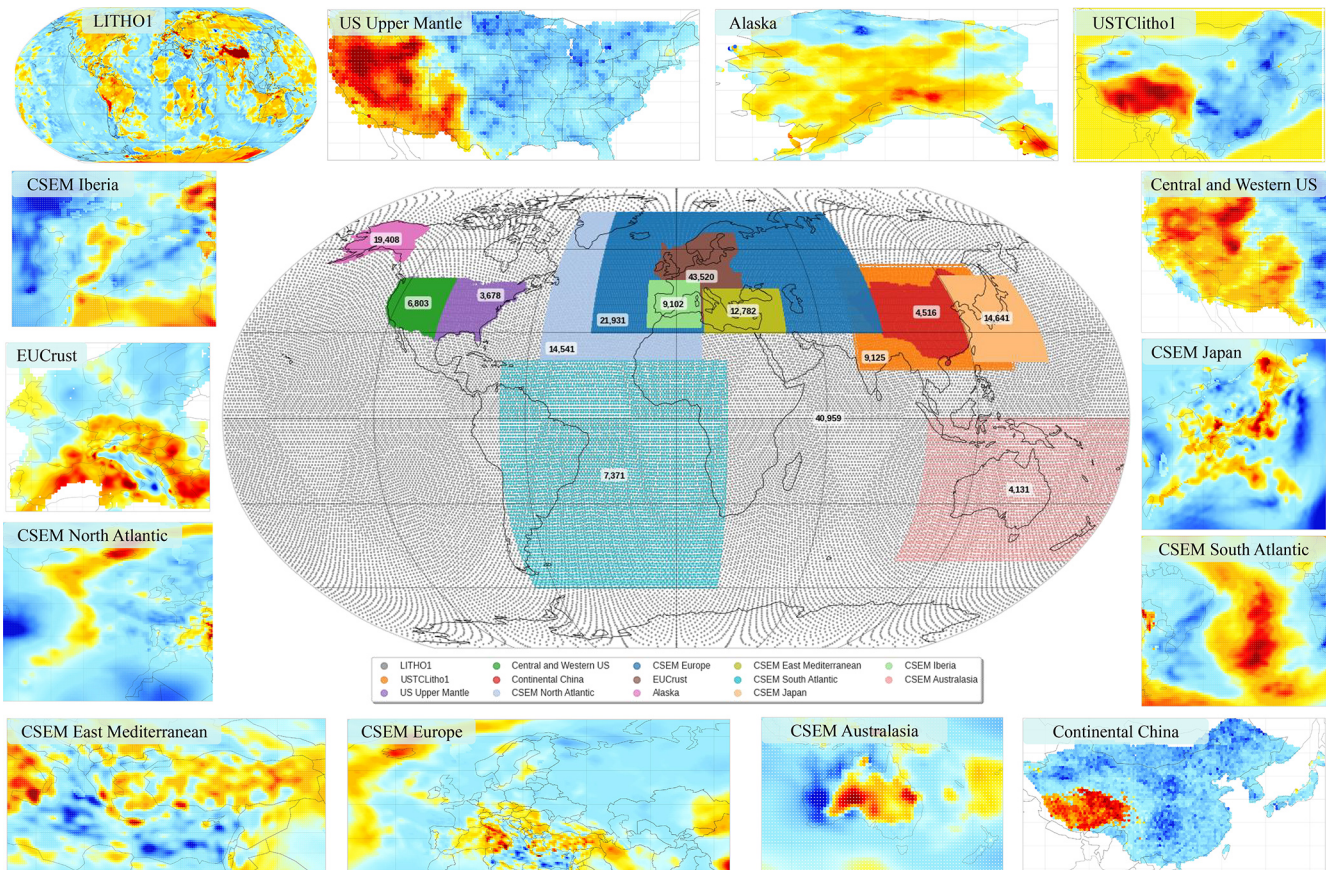 LITHO1
US Upper Mantle
Alaska
USTClitho1
CSEM Iberia
Central and Western US
EUCrust
CSEM Japan
CSEM North Atlantic
CSEM South Atlantic
19,408
6,803
3,678
43,520
9,102
12,782
21,931
14,541
4,516
14,641
9,125
40,959
7,371
4,131
LITHO1
USTCLitho1
US Upper Mantle
Central and Western US
Continental China
CSEM North Atlantic
CSEM Europe
EUCrust
Alaska
CSEM East Mediterranean
CSEM South Atlantic
CSEM Japan
CSEM Iberia
CSEM Australasia
CSEM East Mediterranean
CSEM Europe
CSEM Australasia
Continental China